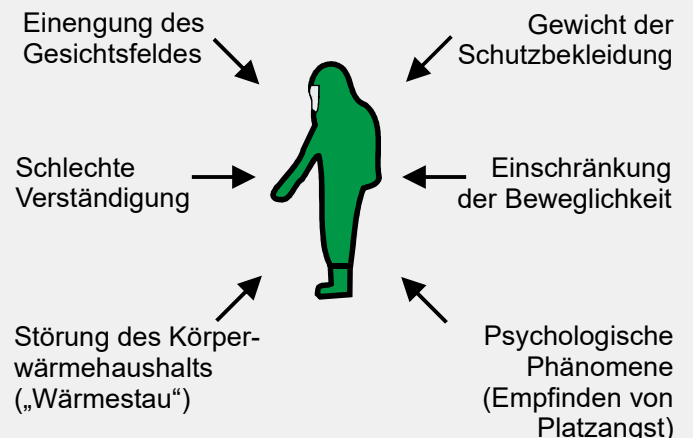 Einengung des
Gesichtsfeldes
Gewicht der
Schutzbekleidung
Schlechte
Verständigung
Einschränkung
der Beweglichkeit
Störung des Körper-
wärmehaushalts
(„Wärmestau“)
Psychologische
Phänomene
(Empfinden von
Platzangst)